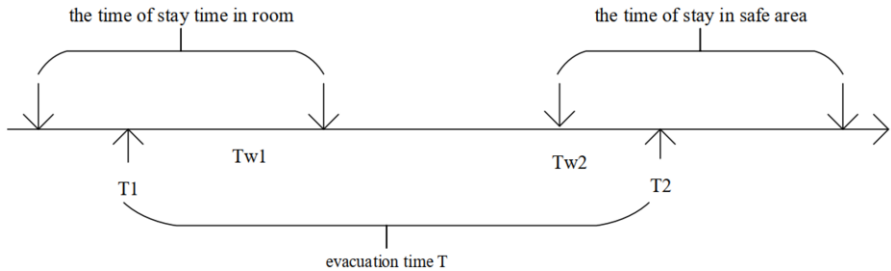 the time of stay time in room
the time of stay in safe area
Tw1
Tw2
T1
T2
evacuation time T